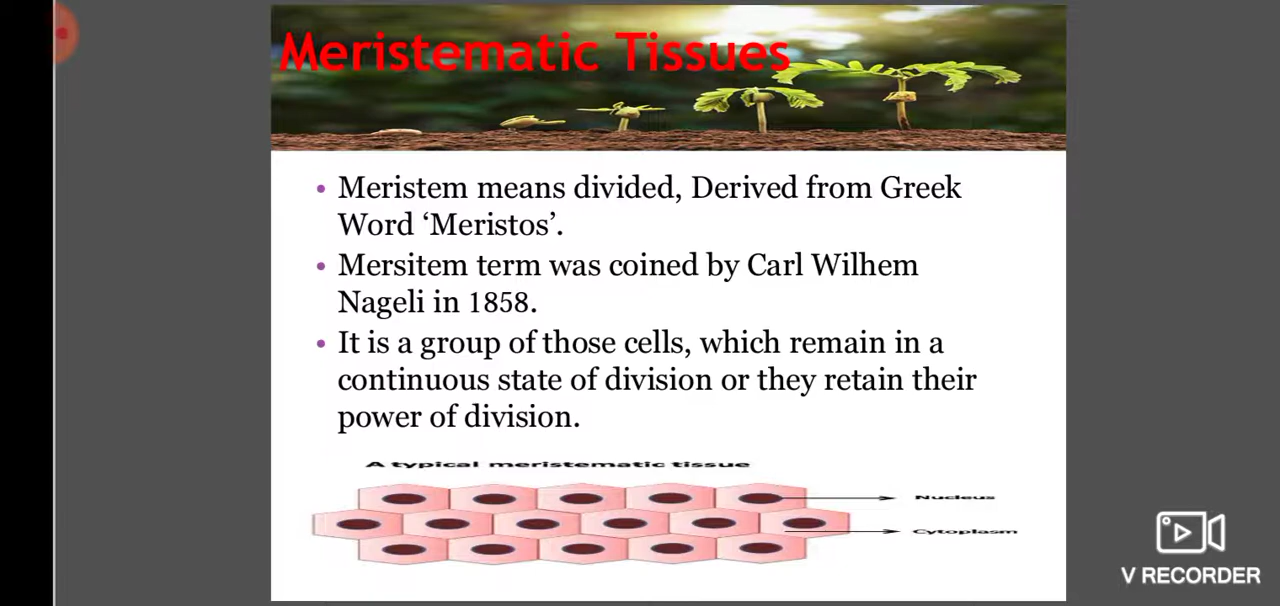 Meristematic Tissues
• Meristem means divided, Derived from Greek
Word ‘Meristos’.
• Mersitem term was coined by Carl Wilhem
Nageli in 1858.
• It is a group of those cells, which remain in a
continuous state of division or they retain their
power of division.
A typical meristematic tissue
Nucleus
Cytoplasm
V RECORDER